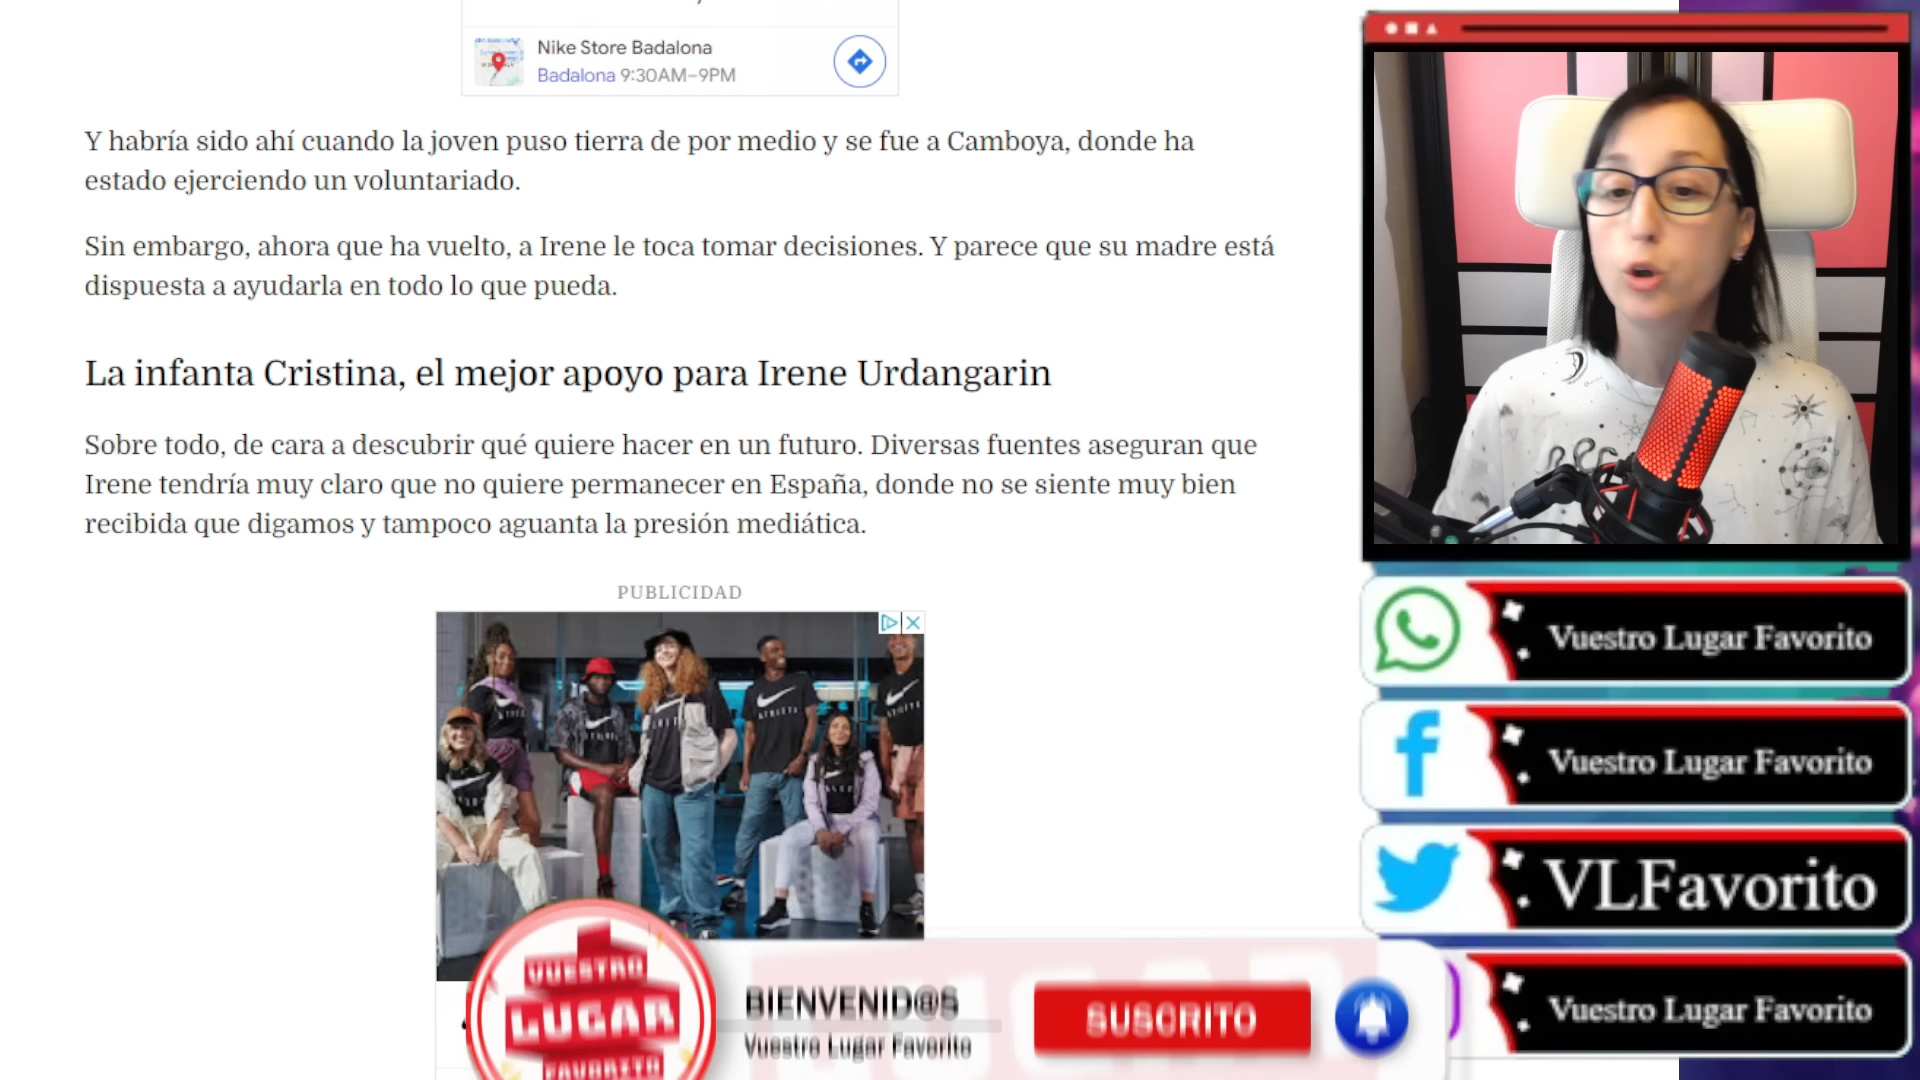 Nike Store Badalona
Badalona 9:30AM–9PM
Y habría sido ahí cuando la joven puso tierra de por medio y se fue a Camboya, donde ha
estado ejerciendo un voluntariado.
Sin embargo, ahora que ha vuelto, a Irene le toca tomar decisiones. Y parece que su madre está
dispuesta a ayudarla en todo lo que pueda.
La infanta Cristina, el mejor apoyo para Irene Urdangarin
Sobre todo, de cara a descubrir qué quiere hacer en un futuro. Diversas fuentes aseguran que
Irene tendría muy claro que no quiere permanecer en España, donde no se siente muy bien
recibida que digamos y tampoco aguanta la presión mediática.
PUBLICIDAD
Vuestro Lugar Favorito
Vuestro Lugar Favorito
VLFavorito
Vuestro Lugar Favorito
VUESTRO
LUGAR
FAVORITO
BIENVENID@S
Vuestro Lugar Favorito
SUSCRITO